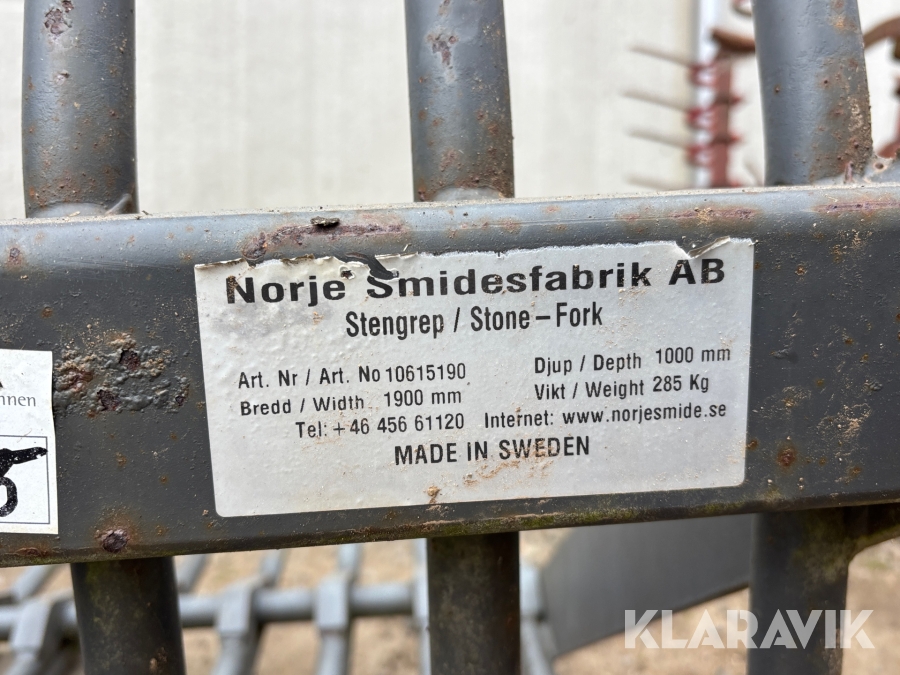 Norje Smidesfabrik AB
Stengrep / Stone-Fork
Art. Nr / Art. No 10615190 Djup / Depth 1000 mm
Bredd / Width 1900 mm Vikt / Weight 285 Kg
Tel: +46 456 61120 Internet: www.norjesmide.se
MADE IN SWEDEN
KLARAVIK